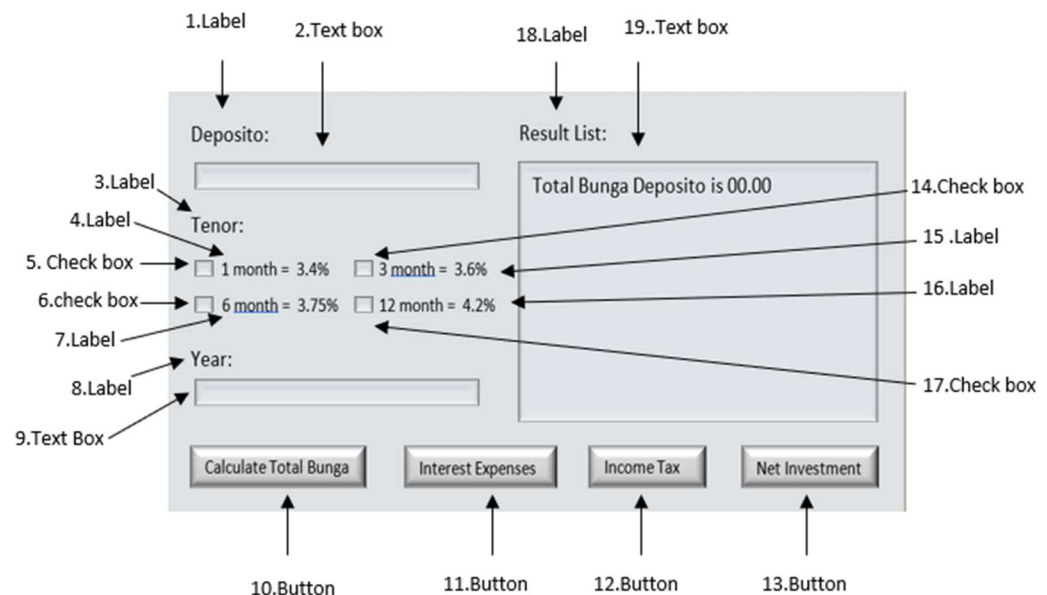 1.Label
2.Text box
18.Label
19..Text box
Deposito:
Result List:
3.Label
Total Bunga Deposito is 00.00
14.Check box
4.Label
Tenor:
15 .Label
5. Check box
1 month = 3.4%
3 month = 3.6%
16.Label
6.check box
6 month = 3.75%
12 month = 4.2%
7.Label
Year:
8.Label
17.Check box
9.Text Box
Calculate Total Bunga
Interest Expenses
Income Tax
Net Investment
10.Button
11.Button
12.Button
13.Button